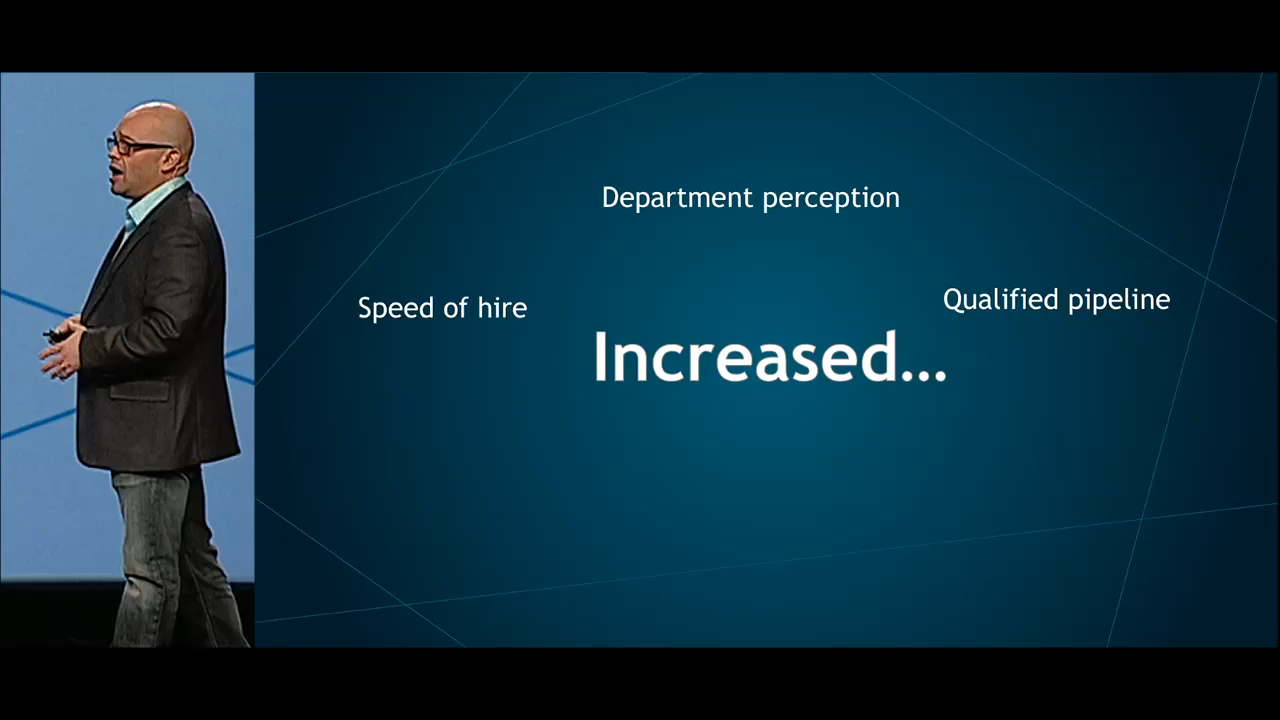 Department perception
Speed of hire
Qualified pipeline
Increased...